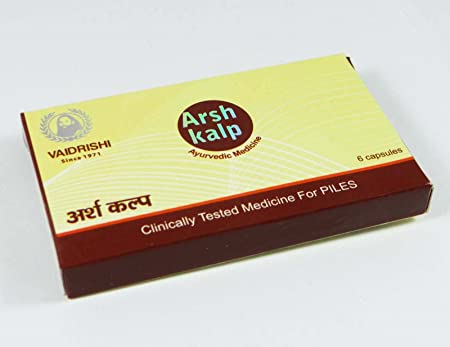 VAIDRISHI
Since 1971
Arsh
kalp
Ayurvedic Medicine
6 capsules
अर्श कल्प
Clinically Tested Medicine For PILES